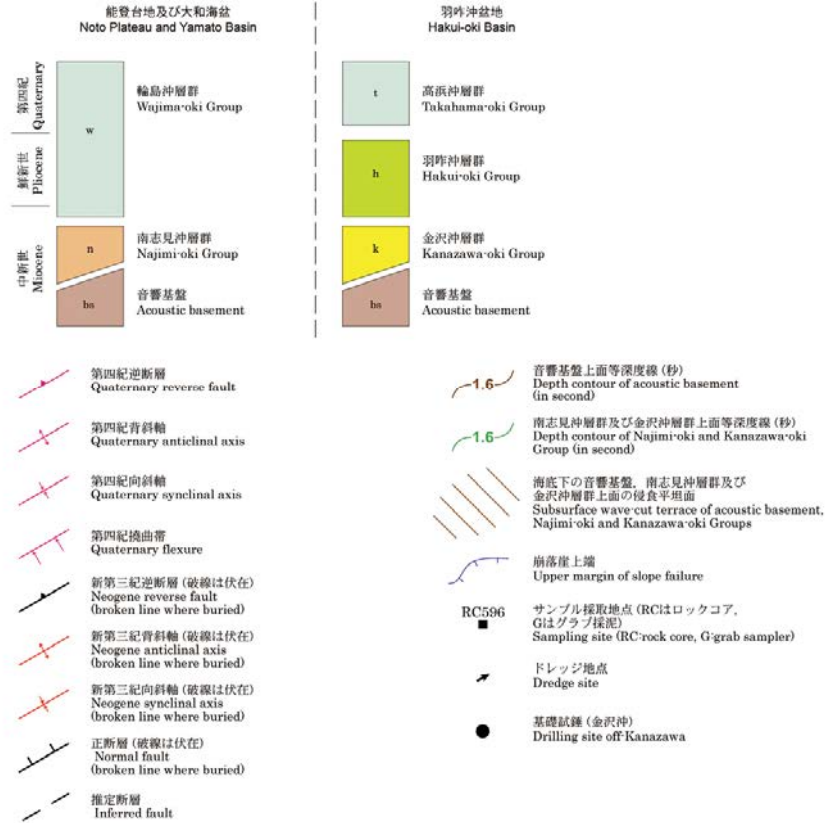 能登台地及び大和海盆
Noto Plateau and Yamato Basin
第四紀
Quaternary
鮮新世
Pliocene
中新世
Miocene
w
輪島沖層群
Wajima-oki Group
n
南志見沖層群
Najimi-oki Group
bs
音響基盤
Acoustic basement
羽咋沖盆地
Hakui-oki Basin
t
高浜沖層群
Takahama-oki Group
h
羽咋沖層群
Hakui-oki Group
k
金沢沖層群
Kanazawa-oki Group
bs
音響基盤
Acoustic basement
第四紀逆断層
Quaternary reverse fault
第四紀背斜軸
Quaternary anticlinal axis
第四紀向斜軸
Quaternary synclinal axis
第四紀撓曲帯
Quaternary flexure
新第三紀逆断層 (破線は伏在)
Neogene reverse fault
(broken line where buried)
新第三紀背斜軸 (破線は伏在)
Neogene anticlinal axis
(broken line where buried)
新第三紀向斜軸 (破線は伏在)
Neogene synclinal axis
(broken line where buried)
正断層 (破線は伏在)
Normal fault
(broken line where buried)
推定断層
Inferred fault
1.6
音響基盤上面等深度線 (秒)
Depth contour of acoustic basement
(in second)
1.6
南志見沖層群及び金沢沖層群上面等深度線 (秒)
Depth contour of Najimi-oki and Kanazawa-oki
Group (in second)
海底下の音響基盤，南志見沖層群及び
金沢沖層群上面の侵食平坦面
Subsurface wave-cut terrace of acoustic basement,
Najimi-oki and Kanazawa-oki Groups
崩落崖上端
Upper margin of slope failure
RC596
サンプル採取地点 (RCはロックコア，
Gはグラブ採泥)
Sampling site (RC:rock core, G:grab sampler)
ドレッジ地点
Dredge site
基礎試錐 (金沢沖)
Drilling site off-Kanazawa